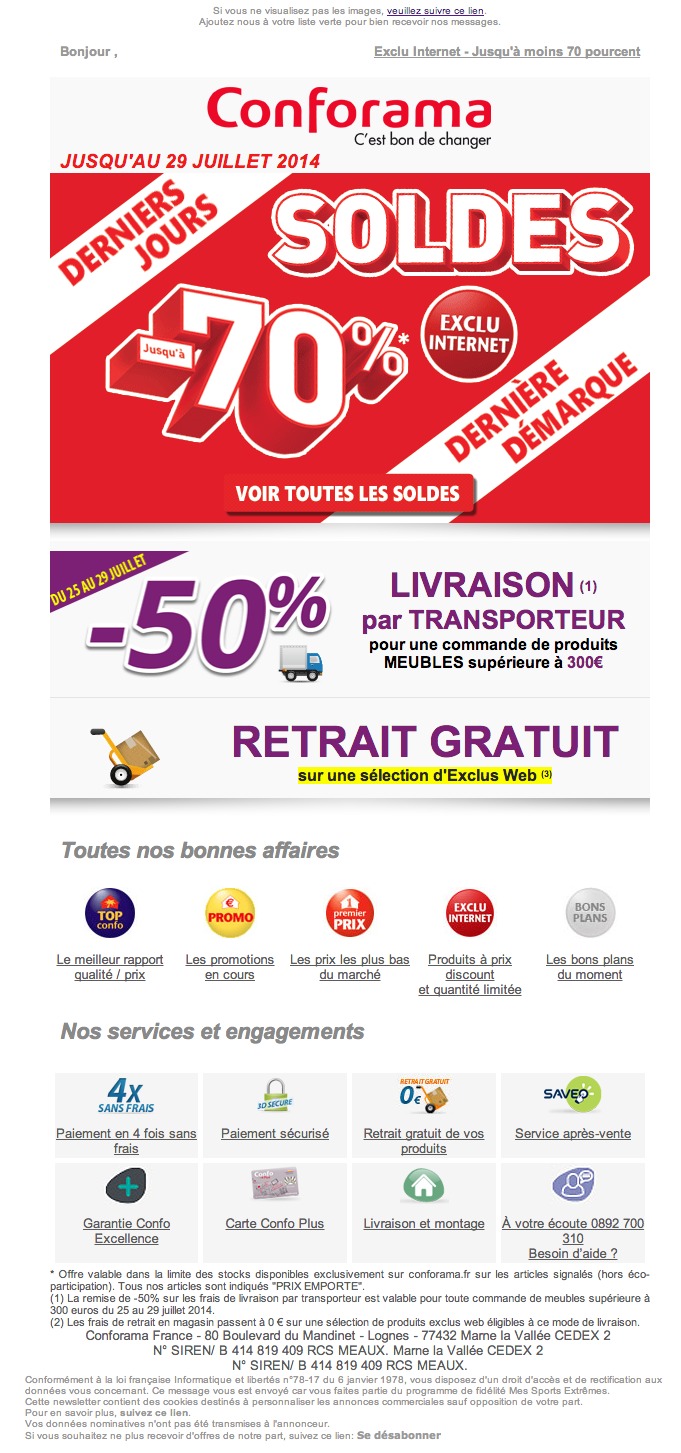 Si vous ne visualisez pas les images, veuillez suivre ce lien.
Ajoutez nous à votre liste verte pour bien recevoir nos messages.
Bonjour ,
Exclu Internet - Jusqu'à moins 70 pourcent
Conforama
C'est bon de changer
JUSQU'AU 29 JUILLET 2014
DERNIERS
JOURS
SOLDES
Jusqu'à
-70%*
EXCLU
INTERNET
DERNIÈRE
DÉMARQUE
VOIR TOUTES LES SOLDES
DU 25 AU 29 JUILLET
-50%
LIVRAISON (1)
par TRANSPORTEUR
pour une commande de produits
MEUBLES supérieure à 300€
RETRAIT GRATUIT
sur une sélection d'Exclus Web (3)
Toutes nos bonnes affaires
TOP
confo
€
PROMO
1
premier
PRIX
EXCLU
INTERNET
BONS
PLANS
Le meilleur rapport
qualité / prix
Les promotions
en cours
Les prix les plus bas
du marché
Produits à prix
discount
et quantité limitée
Les bons plans
du moment
Nos services et engagements
4x
SANS FRAIS
Paiement en 4 fois sans
frais
3D SECURE
Paiement sécurisé
RETRAIT GRATUIT
0€
Retrait gratuit de vos
produits
SAVEO
Service après-vente
Garantie Confo
Excellence
Confo
Carte Confo Plus
Livraison et montage
À votre écoute 0892 700
310
Besoin d'aide ?
* Offre valable dans la limite des stocks disponibles exclusivement sur conforama.fr sur les articles signalés (hors éco-
participation). Tous nos articles sont indiqués "PRIX EMPORTE".
(1) La remise de -50% sur les frais de livraison par transporteur est valable pour toute commande de meubles supérieure à
300 euros du 25 au 29 juillet 2014.
(2) Les frais de retrait en magasin passent à 0 € sur une sélection de produits exclus web éligibles à ce mode de livraison.
Conforama France - 80 Boulevard du Mandinet - Lognes - 77432 Marne la Vallée CEDEX 2
N° SIREN/ B 414 819 409 RCS MEAUX. Marne la Vallée CEDEX 2
N° SIREN/ B 414 819 409 RCS MEAUX.
Conformément à la loi française Informatique et libertés n°78-17 du 6 janvier 1978, vous disposez d'un droit d'accès et de rectification aux
données vous concernant. Ce message vous est envoyé car vous faites partie du programme de fidélité Mes Sports Extrêmes.
Cette newsletter contient des cookies destinés à personnaliser les annonces commerciales sauf opposition de votre part.
Pour en savoir plus, suivez ce lien.
Vos données nominatives n'ont pas été transmises à l'annonceur.
Si vous souhaitez ne plus recevoir d'offres de notre part, suivez ce lien: Se désabonner